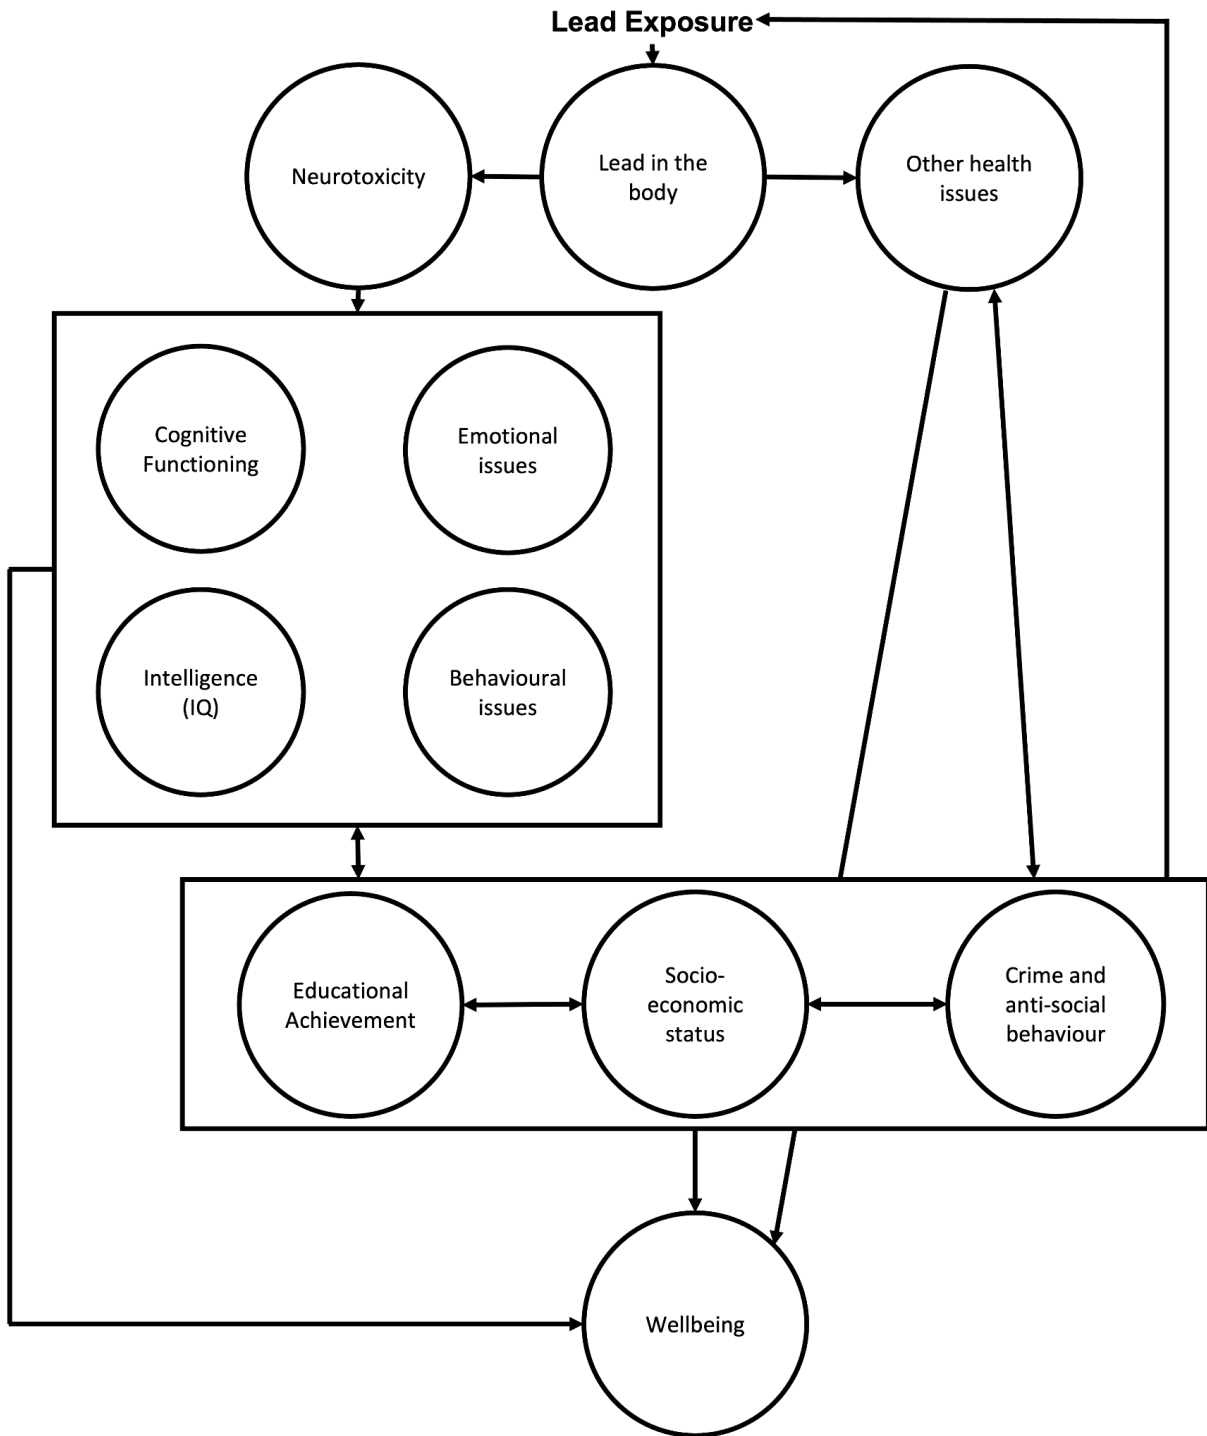 Lead Exposure
Neurotoxicity
Lead in the
body
Other health
issues
Cognitive
Functioning
Emotional
issues
Intelligence
(IQ)
Behavioural
issues
Educational
Achievement
Socio-
economic
status
Crime and
anti-social
behaviour
Wellbeing